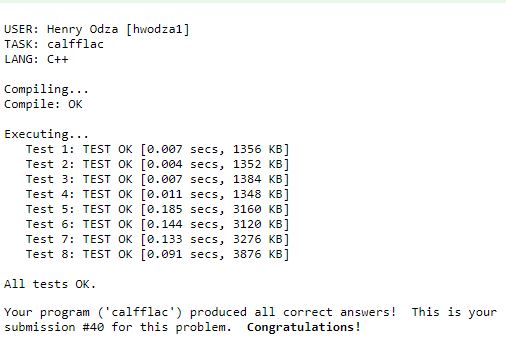 USER: Henry Odza [hwodza1]
TASK: calfflac
LANG: C++
Compiling...
Compile: OK
Executing...
Test 1: TEST OK [0.007 secs, 1356 KB]
Test 2: TEST OK [0.004 secs, 1352 KB]
Test 3: TEST OK [0.007 secs, 1384 KB]
Test 4: TEST OK [0.011 secs, 1348 KB]
Test 5: TEST OK [0.185 secs, 3160 KB]
Test 6: TEST OK [0.144 secs, 3120 KB]
Test 7: TEST OK [0.133 secs, 3276 KB]
Test 8: TEST OK [0.091 secs, 3876 KB]
All tests OK.
Your program ('calfflac') produced all correct answers!  This is your
submission #40 for this problem.  Congratulations!